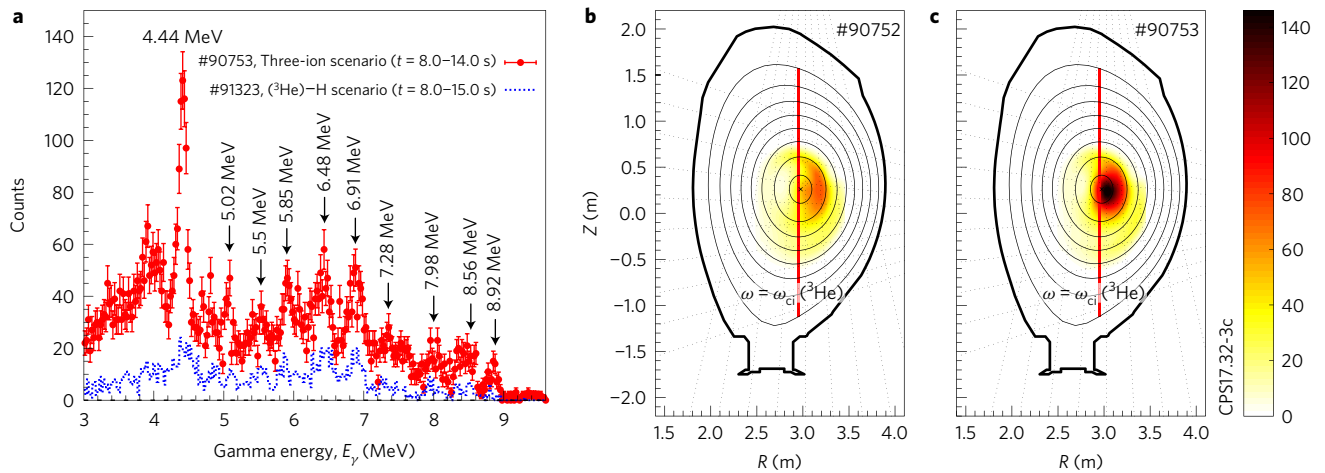 a
4.44 MeV
#90753, Three-ion scenario (t = 8.0–14.0 s)
#91323, (³He)–H scenario (t = 8.0–15.0 s)
5.02 MeV
5.5 MeV
5.85 MeV
6.48 MeV
6.91 MeV
7.28 MeV
7.98 MeV
8.56 MeV
8.92 MeV
140
120
100
80
60
40
20
0
Counts
3 4 5 6 7 8 9
Gamma energy, Eγ (MeV)
b
#90752
2.0
1.5
1.0
0.5
0.0
−0.5
−1.0
−1.5
−2.0
Z (m)
ω = ωci (³He)
1.5 2.0 2.5 3.0 3.5 4.0
R (m)
c
#90753
ω = ωci (³He)
1.5 2.0 2.5 3.0 3.5 4.0
R (m)
CPS17.32-3c
140
120
100
80
60
40
20
0